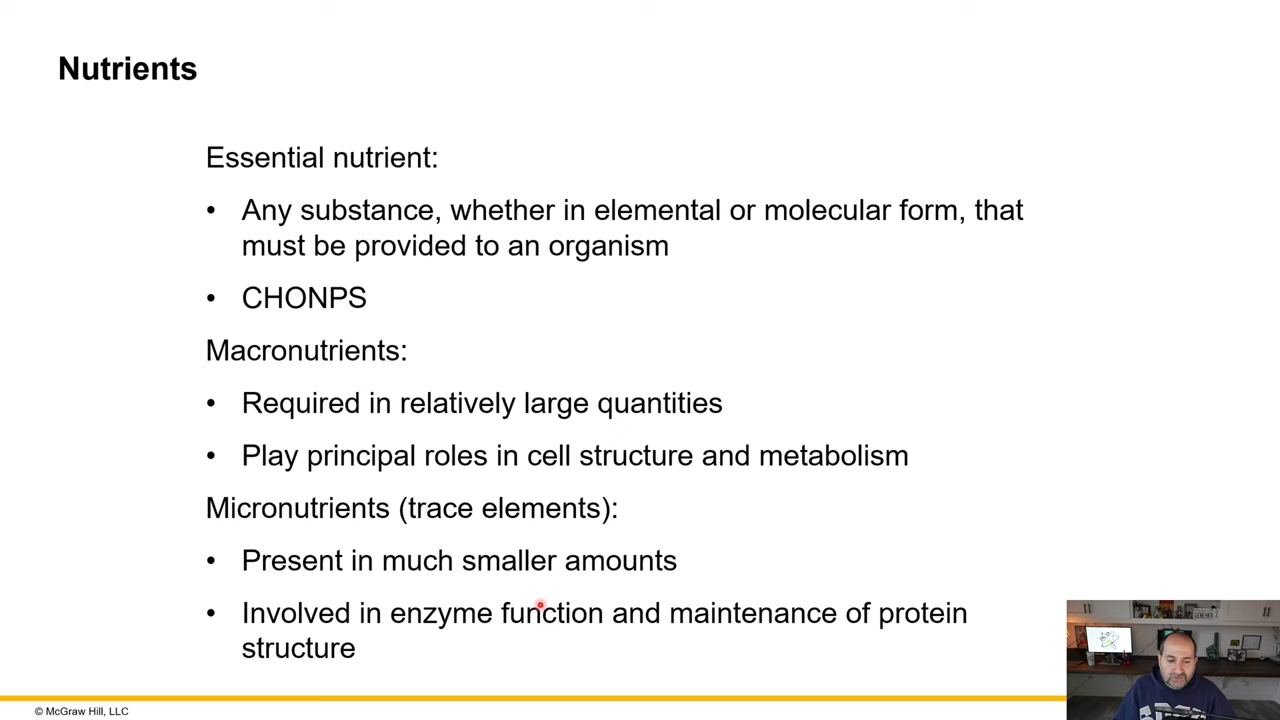 Nutrients
Essential nutrient:
• Any substance, whether in elemental or molecular form, that
must be provided to an organism
• CHONPS
Macronutrients:
• Required in relatively large quantities
• Play principal roles in cell structure and metabolism
Micronutrients (trace elements):
• Present in much smaller amounts
• Involved in enzyme function and maintenance of protein
structure
© McGraw Hill, LLC